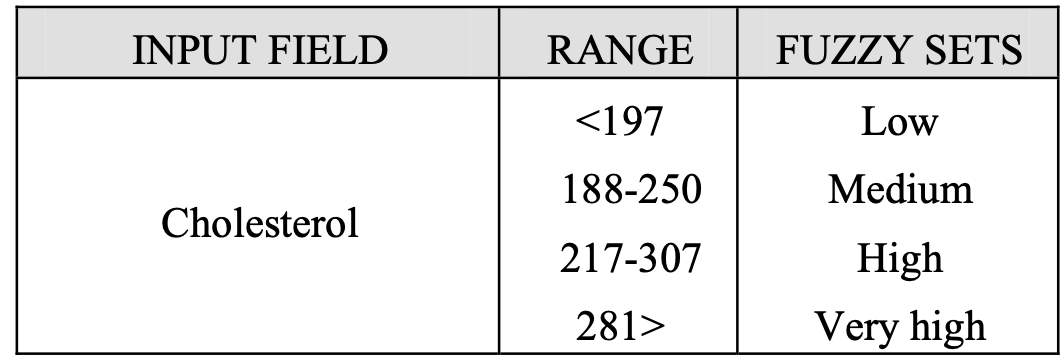 INPUT FIELD RANGE FUZZY SETS
Cholesterol
<197 Low
188-250 Medium
217-307 High
281> Very high